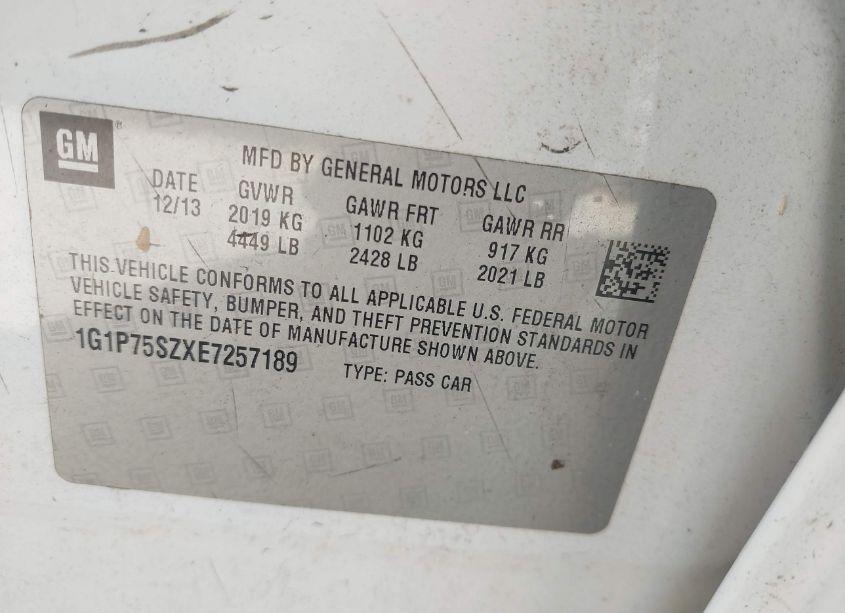 GM
MFD BY GENERAL MOTORS LLC
DATE GVWR GAWR FRT GAWR RR
12/13 2019 KG 1102 KG 917 KG
4449 LB 2428 LB 2021 LB
THIS VEHICLE CONFORMS TO ALL APPLICABLE U.S. FEDERAL MOTOR
VEHICLE SAFETY, BUMPER, AND THEFT PREVENTION STANDARDS IN
EFFECT ON THE DATE OF MANUFACTURE SHOWN ABOVE.
1G1P75SZXE7257189 TYPE: PASS CAR